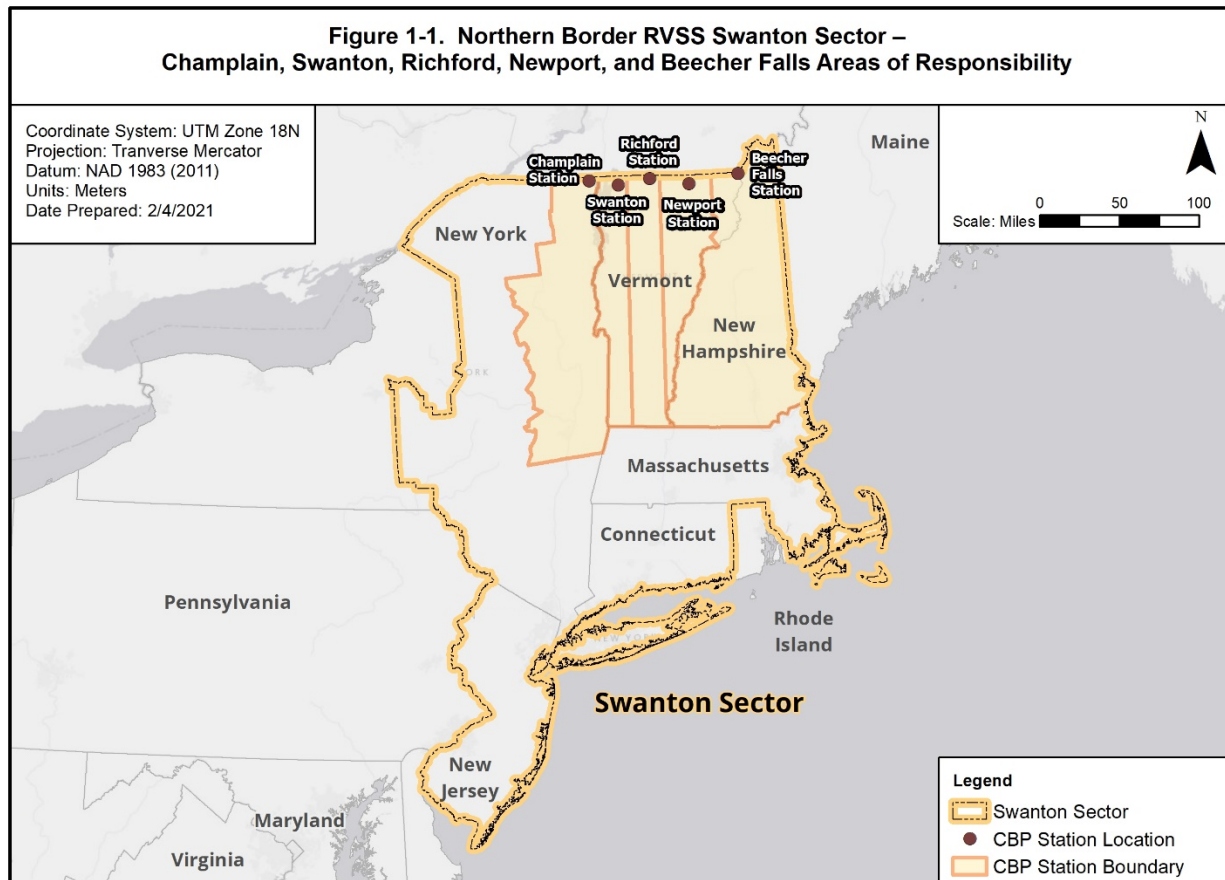 Figure 1-1.  Northern Border RVSS Swanton Sector –
Champlain, Swanton, Richford, Newport, and Beecher Falls Areas of Responsibility
Coordinate System: UTM Zone 18N
Projection: Tranverse Mercator
Datum: NAD 1983 (2011)
Units: Meters
Date Prepared: 2/4/2021
N
Scale: Miles
0 50 100
Maine
Champlain
Station
Richford
Station
Beecher
Falls
Station
Swanton
Station
Newport
Station
New York
Vermont
New
Hampshire
Massachusetts
Connecticut
Pennsylvania
Rhode
Island
NEW YORK
Swanton Sector
New
Jersey
Maryland
Virginia
Legend
Swanton Sector
CBP Station Location
CBP Station Boundary